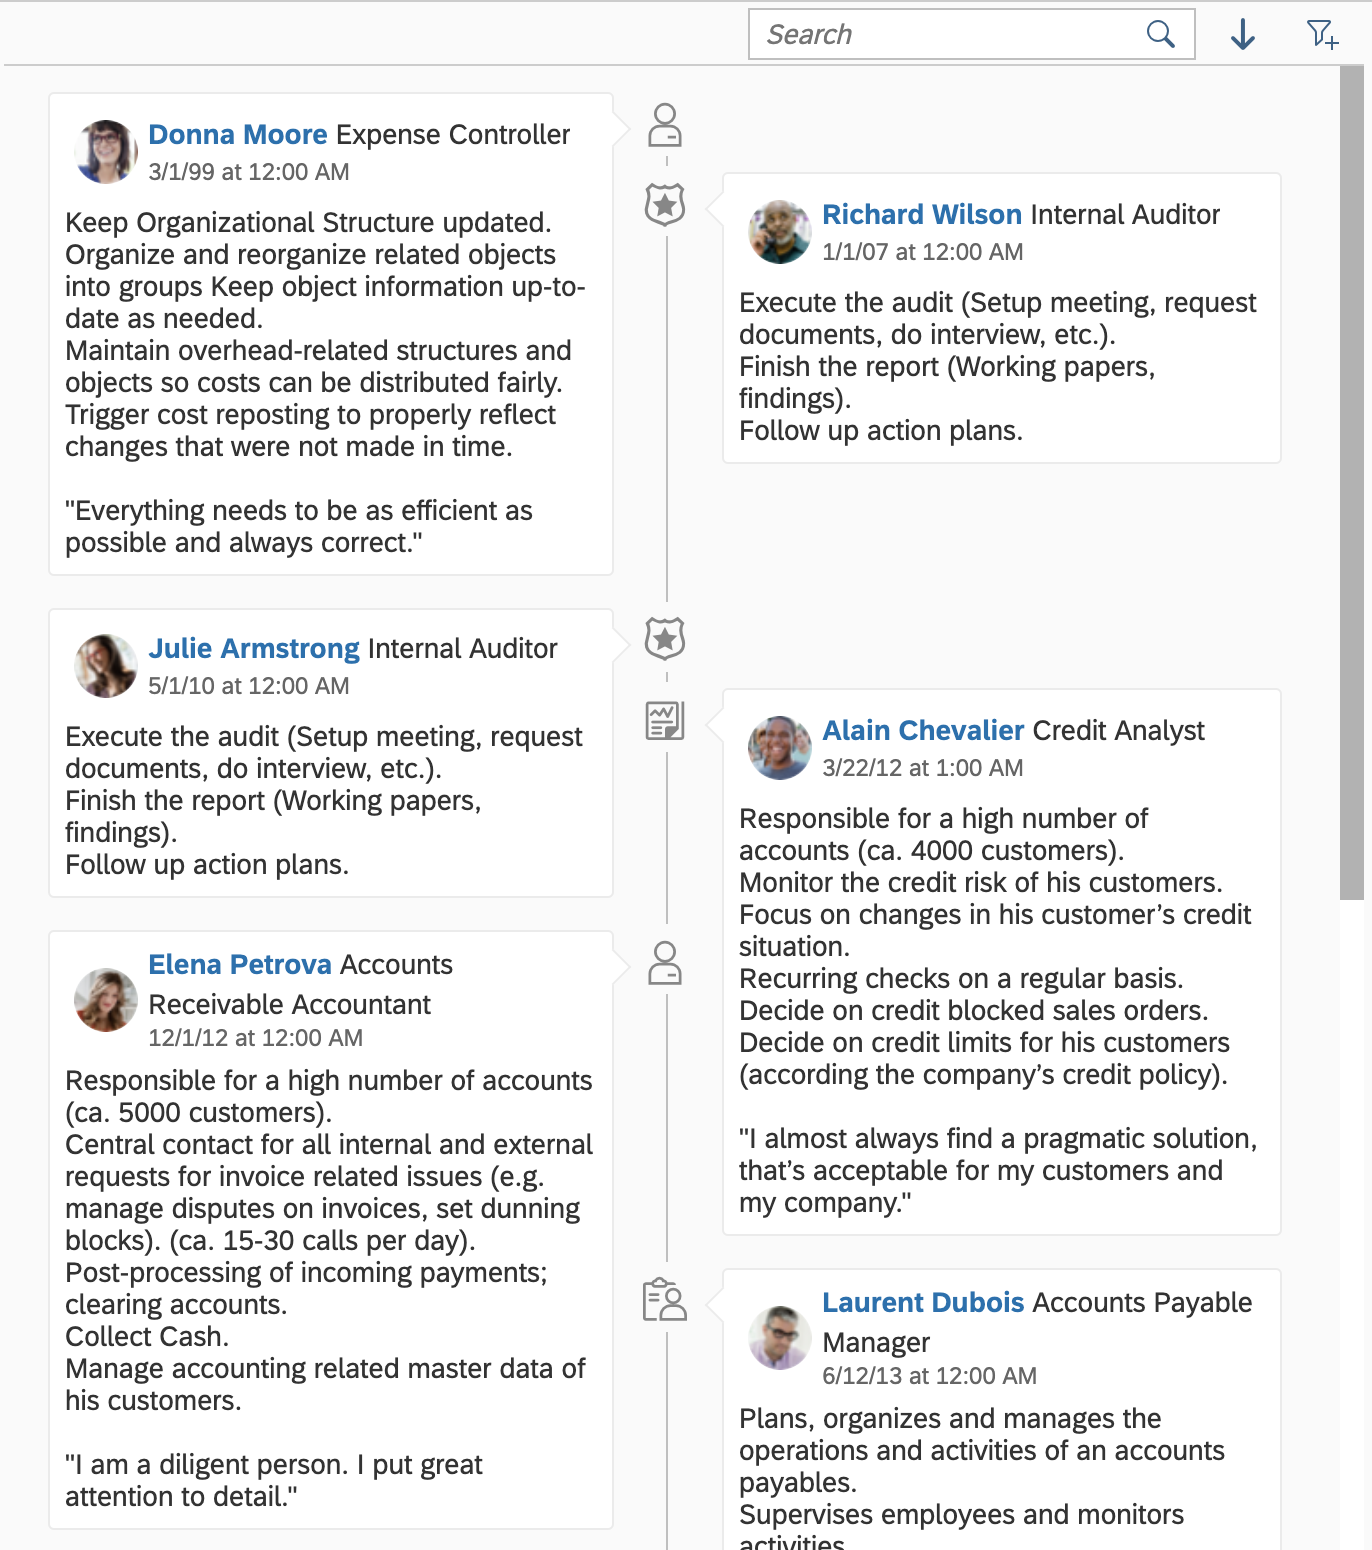 Search
Donna Moore Expense Controller
3/1/99 at 12:00 AM
Keep Organizational Structure updated.
Organize and reorganize related objects
into groups Keep object information up-to-
date as needed.
Maintain overhead-related structures and
objects so costs can be distributed fairly.
Trigger cost reposting to properly reflect
changes that were not made in time.
"Everything needs to be as efficient as
possible and always correct."
Richard Wilson Internal Auditor
1/1/07 at 12:00 AM
Execute the audit (Setup meeting, request
documents, do interview, etc.).
Finish the report (Working papers,
findings).
Follow up action plans.
Julie Armstrong Internal Auditor
5/1/10 at 12:00 AM
Execute the audit (Setup meeting, request
documents, do interview, etc.).
Finish the report (Working papers,
findings).
Follow up action plans.
Alain Chevalier Credit Analyst
3/22/12 at 1:00 AM
Responsible for a high number of
accounts (ca. 4000 customers).
Monitor the credit risk of his customers.
Focus on changes in his customer’s credit
situation.
Recurring checks on a regular basis.
Decide on credit blocked sales orders.
Decide on credit limits for his customers
(according the company’s credit policy).
"I almost always find a pragmatic solution,
that’s acceptable for my customers and
my company."
Elena Petrova Accounts
Receivable Accountant
12/1/12 at 12:00 AM
Responsible for a high number of accounts
(ca. 5000 customers).
Central contact for all internal and external
requests for invoice related issues (e.g.
manage disputes on invoices, set dunning
blocks). (ca. 15-30 calls per day).
Post-processing of incoming payments;
clearing accounts.
Collect Cash.
Manage accounting related master data of
his customers.
"I am a diligent person. I put great
attention to detail."
Laurent Dubois Accounts Payable
Manager
6/12/13 at 12:00 AM
Plans, organizes and manages the
operations and activities of an accounts
payables.
Supervises employees and monitors
activities